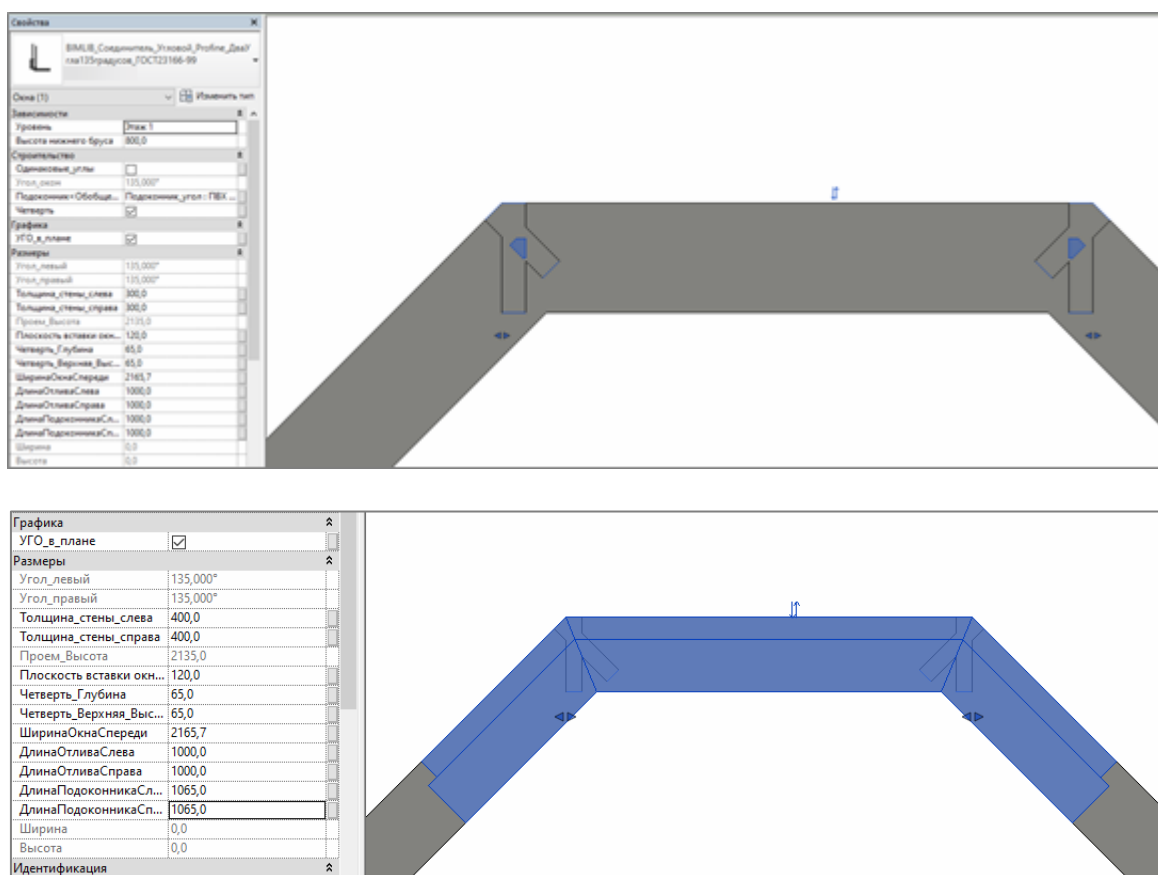 Свойства
BIMLIB_Соединитель_Угловой_Profine_ДваУ
гла135градусов_ГОСТ23166-99
Окна (1)
Изменить тип
Зависимости
Уровень Этаж 1
Высота нижнего бруса 800,0
Строительство
Одинаковые_углы
Угол_окон 135,000°
Подоконник<Обобще... Подоконник_угол : ПВХ ...
Четверть
Графика
УГО_в_плане
Размеры
Угол_левый 135,000°
Угол_правый 135,000°
Толщина_стены_слева 300,0
Толщина_стены_справа 300,0
Проем_Высота 2135,0
Плоскость вставки окн... 120,0
Четверть_Глубина 65,0
Четверть_Верхняя_Выс... 65,0
ШиринаОкнаСпереди 2165,7
ДлинаОтливаСлева 1000,0
ДлинаОтливаСправа 1000,0
ДлинаПодоконникаСл... 1000,0
ДлинаПодоконникаСп... 1000,0
Ширина 0,0
Высота 0,0
Графика
УГО_в_плане
Размеры
Угол_левый 135,000°
Угол_правый 135,000°
Толщина_стены_слева 400,0
Толщина_стены_справа 400,0
Проем_Высота 2135,0
Плоскость вставки окн... 120,0
Четверть_Глубина 65,0
Четверть_Верхняя_Выс... 65,0
ШиринаОкнаСпереди 2165,7
ДлинаОтливаСлева 1000,0
ДлинаОтливаСправа 1000,0
ДлинаПодоконникаСл... 1065,0
ДлинаПодоконникаСп... 1065,0
Ширина 0,0
Высота 0,0
Идентификация